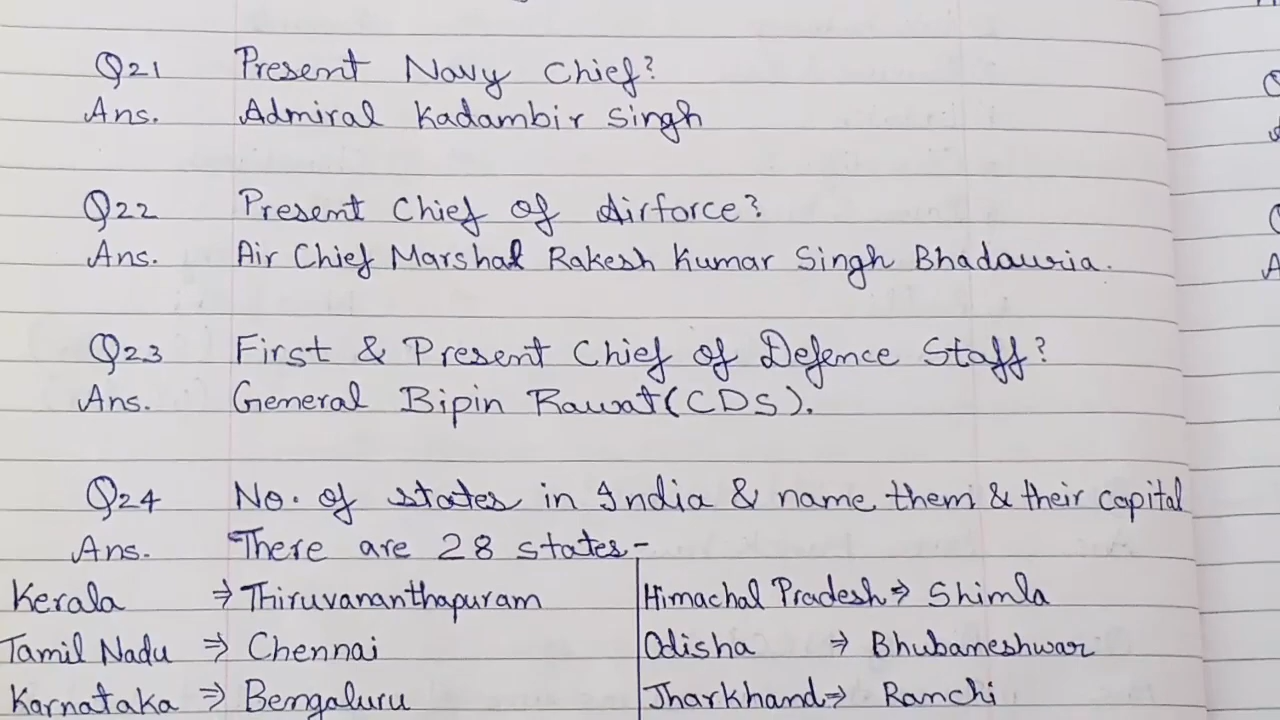 Q21 Present Navy Chief?
Ans. Admiral Kadambir Singh
Q22 Present Chief of Airforce?
Ans. Air Chief Marshal Rakesh Kumar Singh Bhadauria.
Q23 First & Present Chief of Defence Staff?
Ans. General Bipin Rawat (CDS).
Q24 No. of states in India & name them & their capital
Ans. There are 28 states-
Kerala ⇒ Thiruvananthapuram
Tamil Nadu ⇒ Chennai
Karnataka ⇒ Bengaluru
Himachal Pradesh ⇒ Shimla
Odisha ⇒ Bhubaneshwar
Jharkhand ⇒ Ranchi